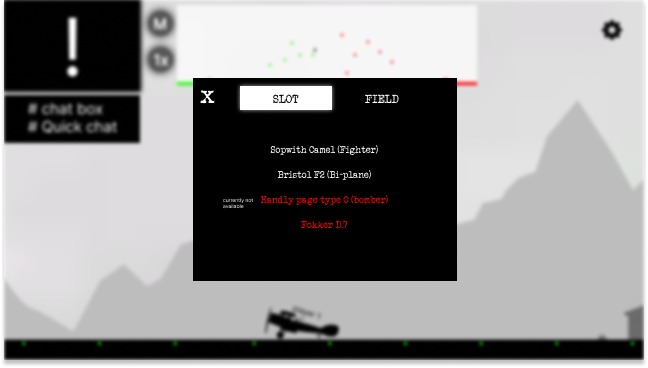 !
M
1x
# chat box
# Quick chat
X
SLOT
FIELD
Sopwith Camel (Fighter)
Bristol F2 (Bi-plane)
currently not
available
Handly page type O (bomber)
Fokker D.7